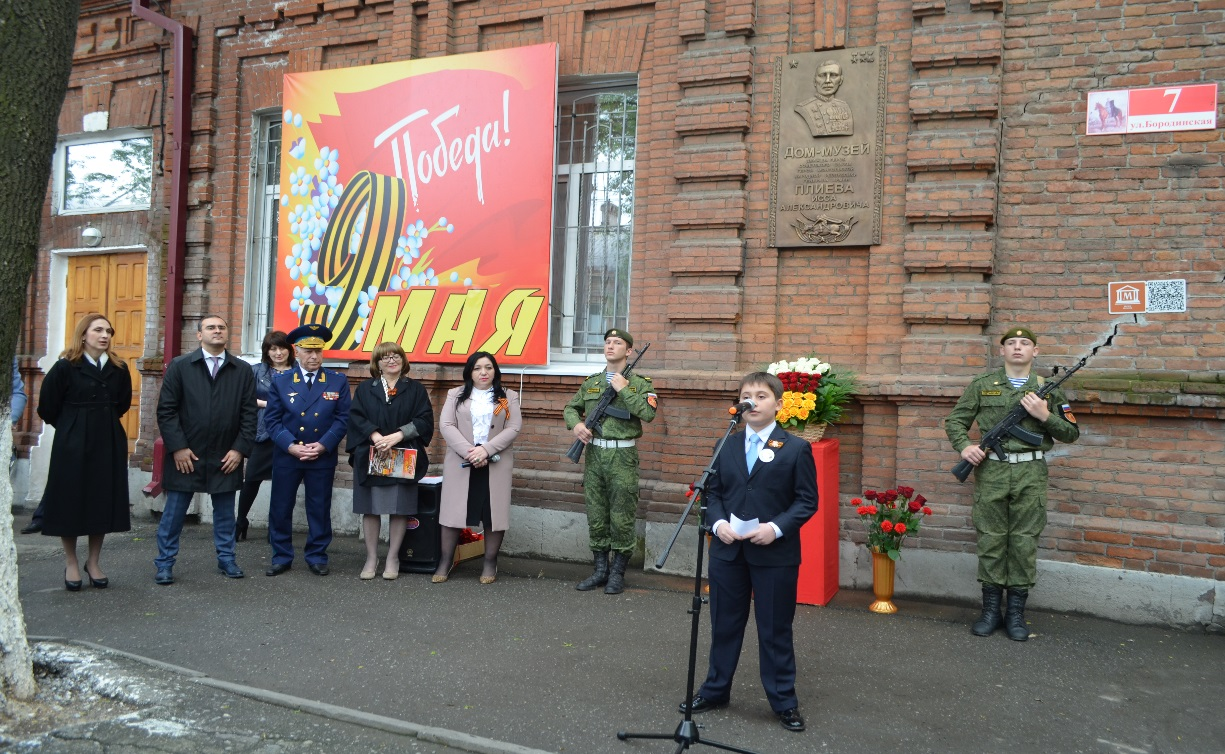 Победа!
9 МАЯ
ДОМ-МУЗЕЙ
ПЛИЕВА
ИССА
АЛЕКСАНДРОВИЧА
7
ул.Бородинская
М